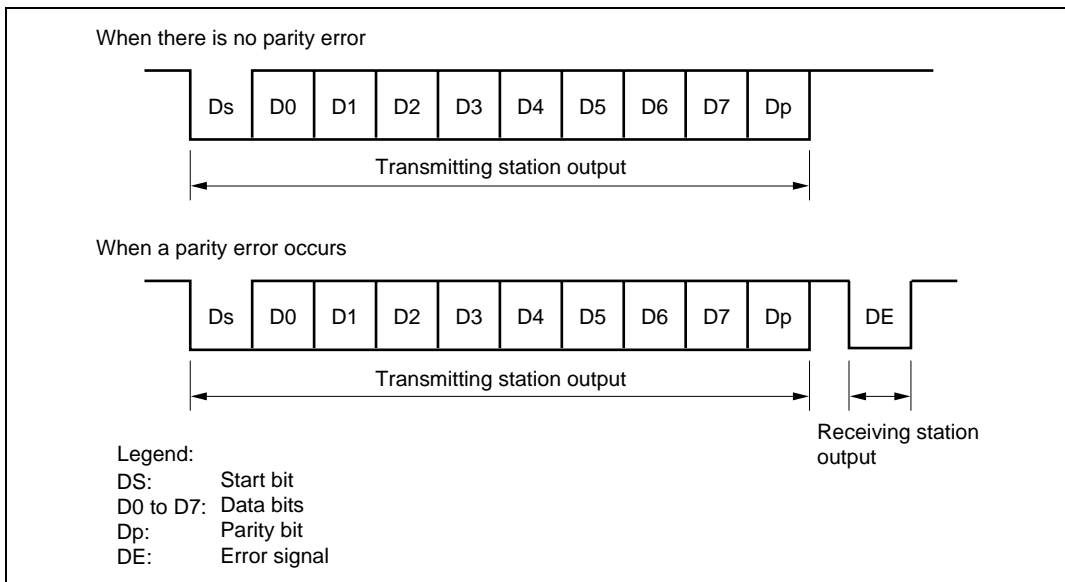 When there is no parity error
Ds D0 D1 D2 D3 D4 D5 D6 D7 Dp
Transmitting station output
When a parity error occurs
Ds D0 D1 D2 D3 D4 D5 D6 D7 Dp DE
Transmitting station output
Receiving station
output
Legend:
DS: Start bit
D0 to D7: Data bits
Dp: Parity bit
DE: Error signal